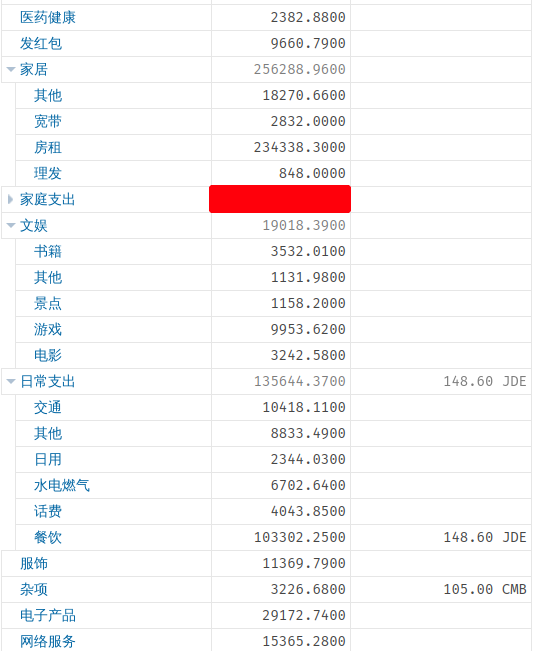 医药健康 2382.8800
发红包 9660.7900
家居 256288.9600
其他 18270.6600
宽带 2832.0000
房租 234338.3000
理发 848.0000
家庭支出
文娱 19018.3900
书籍 3532.0100
其他 1131.9800
景点 1158.2000
游戏 9953.6200
电影 3242.5800
日常支出 135644.3700 148.60 JDE
交通 10418.1100
其他 8833.4900
日用 2344.0300
水电燃气 6702.6400
话费 4043.8500
餐饮 103302.2500 148.60 JDE
服饰 11369.7900
杂项 3226.6800 105.00 CMB
电子产品 29172.7400
网络服务 15365.2800